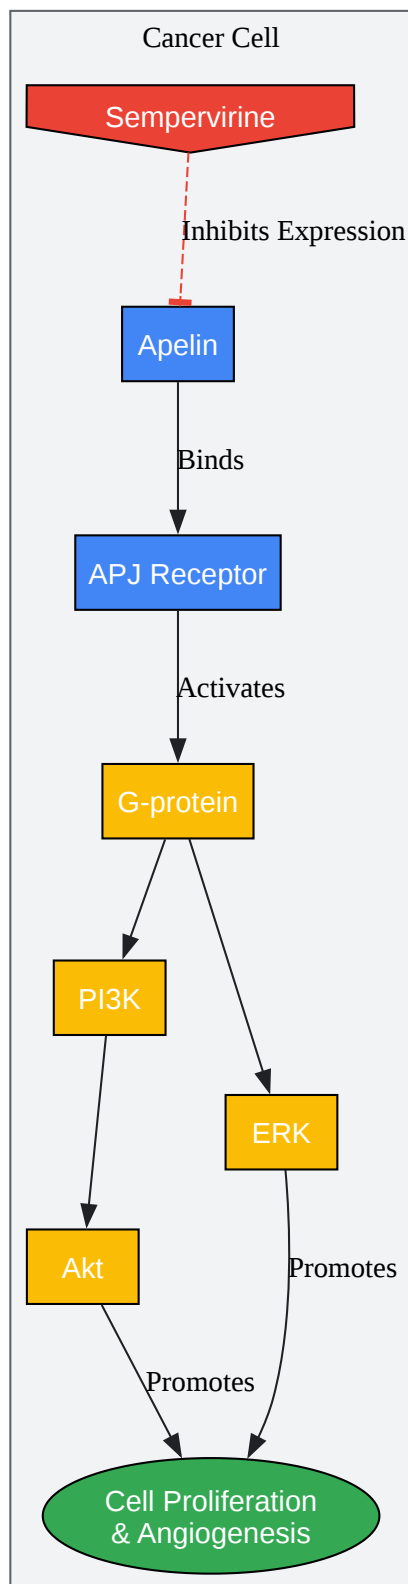 Cancer Cell
Sempervirine
Inhibits Expression
Apelin
Binds
APJ Receptor
Activates
G-protein
PI3K
ERK
Akt
Promotes
Promotes
Cell Proliferation
& Angiogenesis